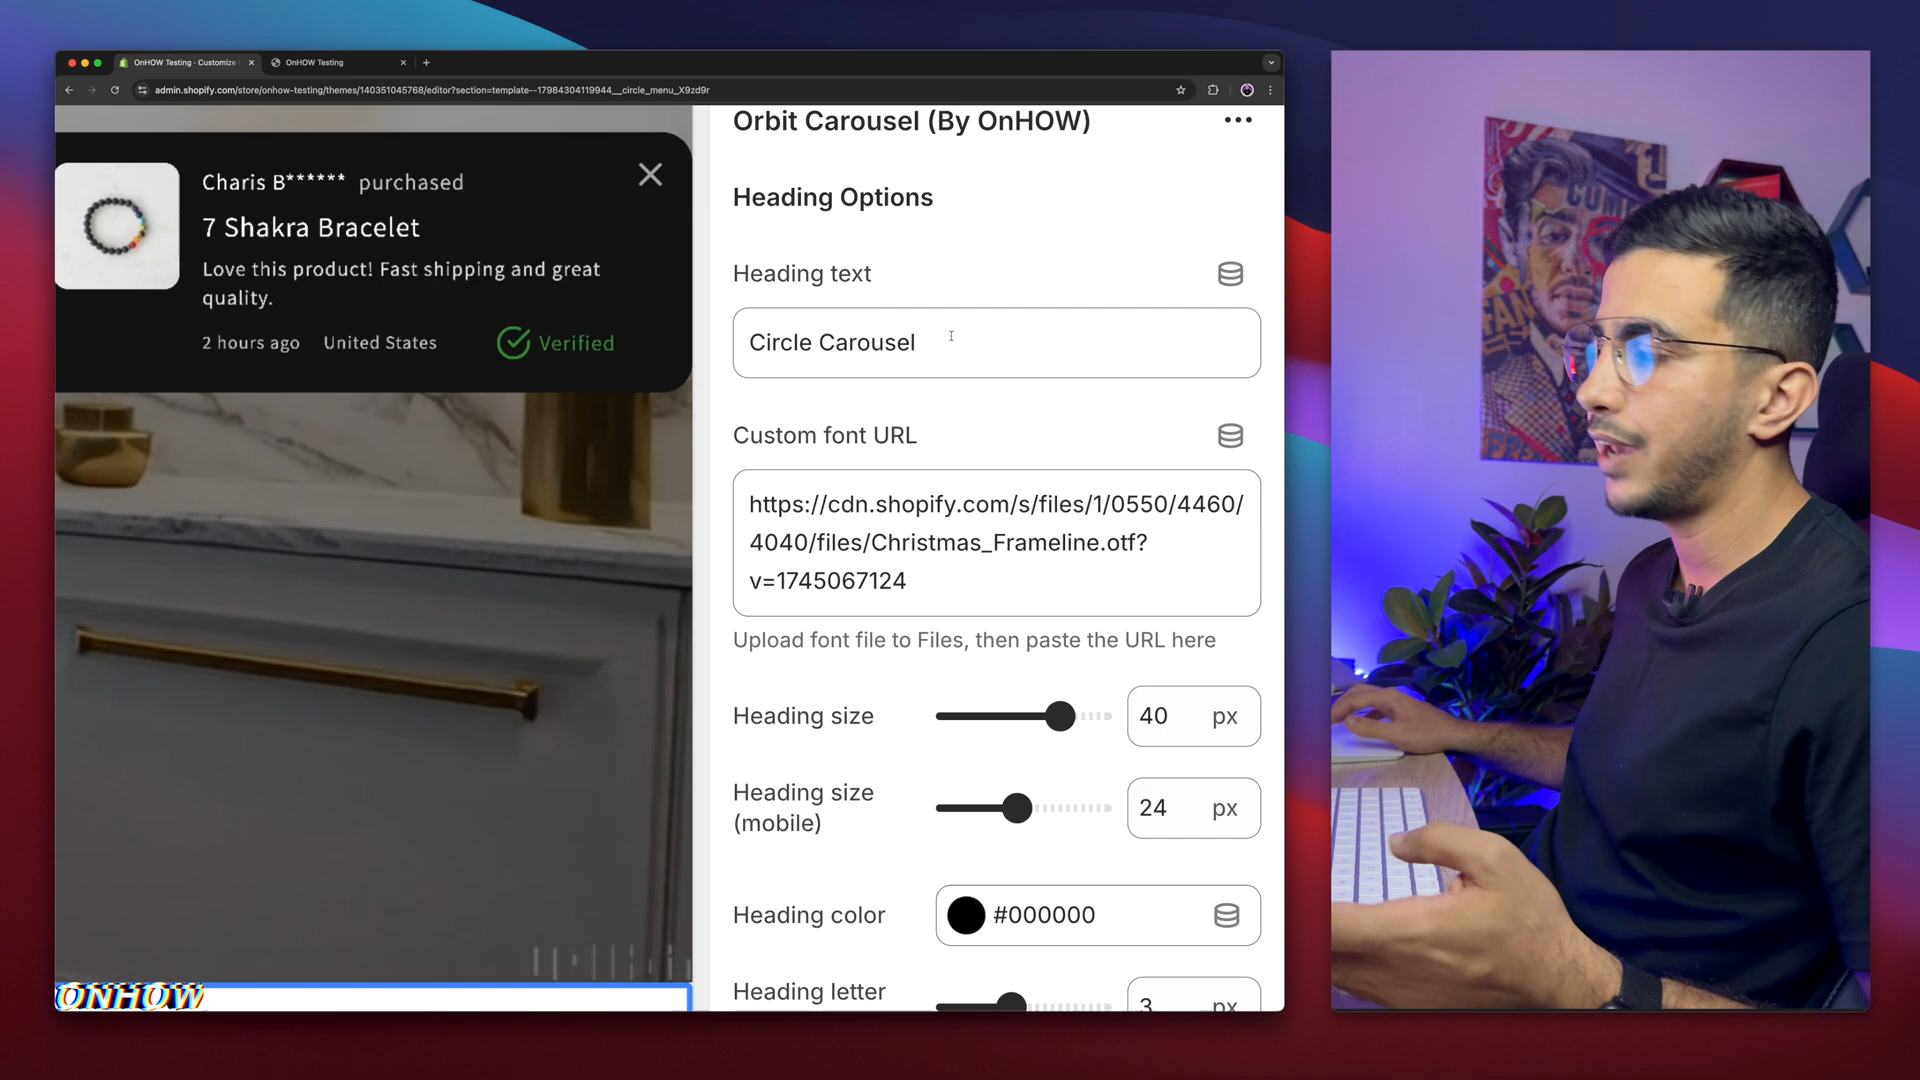 OnHOW Testing · Customize
OnHOW Testing
admin.shopify.com/store/onhow-testing/themes/140351045768/editor?section=template--17984304119944__circle_menu_X9zd9r
Charis B****** purchased
7 Shakra Bracelet
Love this product! Fast shipping and great
quality.
2 hours ago United States Verified
ONHOW
Orbit Carousel (By OnHOW)
Heading Options
Heading text
Circle Carousel
Custom font URL
https://cdn.shopify.com/s/files/1/0550/4460/
4040/files/Christmas_Frameline.otf?
v=1745067124
Upload font file to Files, then paste the URL here
Heading size 40 px
Heading size
(mobile)
24 px
Heading color #000000
Heading letter 3 px